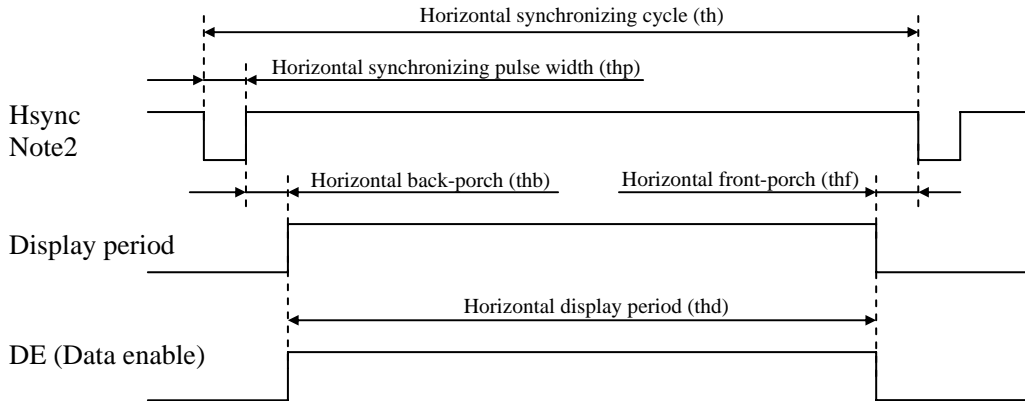 Horizontal synchronizing cycle (th)
Horizontal synchronizing pulse width (thp)
Hsync
Note2
Horizontal back-porch (thb)
Horizontal front-porch (thf)
Display period
Horizontal display period (thd)
DE (Data enable)